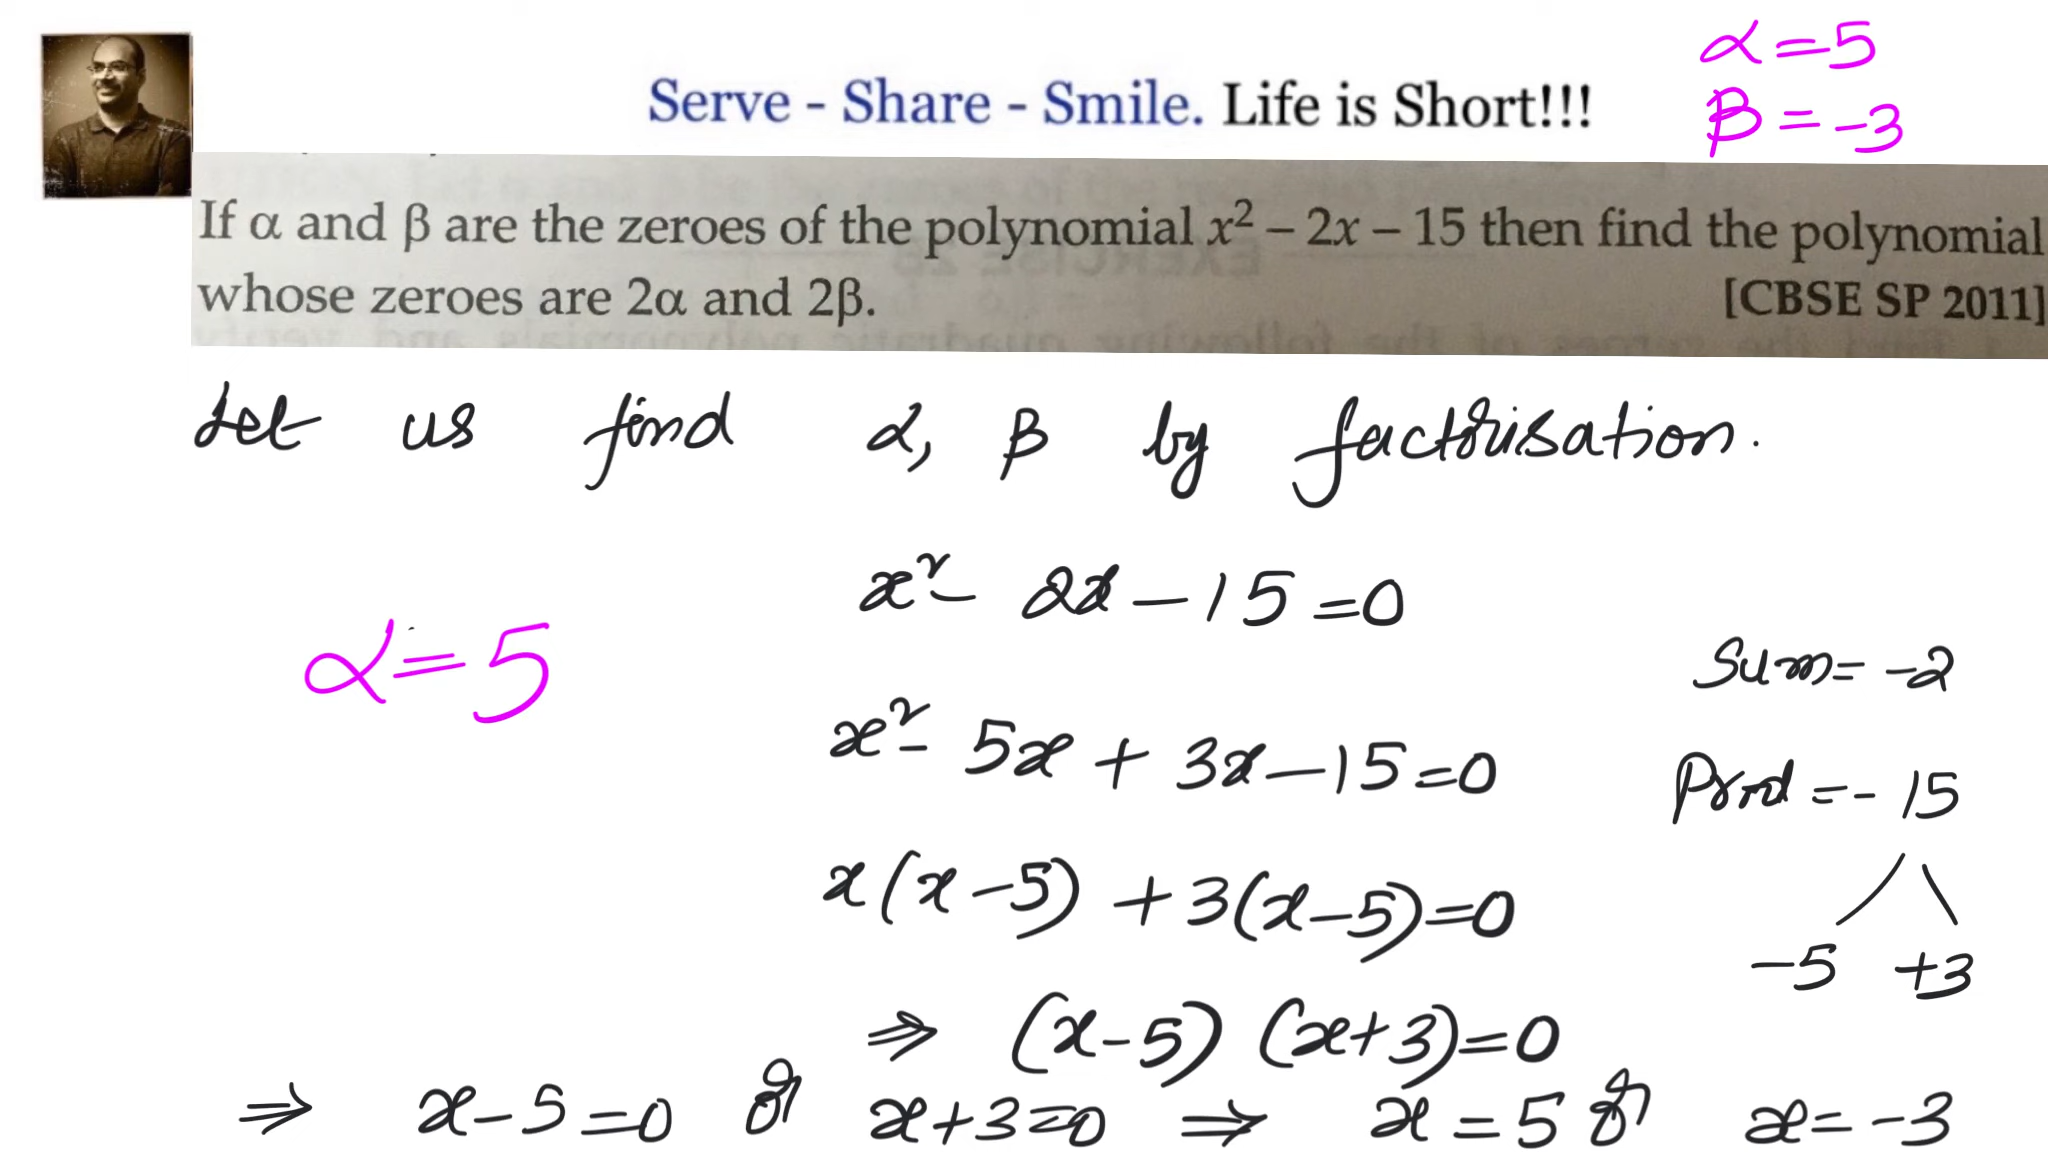 α = 5
Serve - Share - Smile. Life is Short!!!
β = -3
If α and β are the zeroes of the polynomial x² – 2x – 15 then find the polynomial
whose zeroes are 2α and 2β. [CBSE SP 2011]
Let us find α, β by factorisation.
x² - 2x - 15 = 0
α = 5
Sum = -2
x² - 5x + 3x - 15 = 0
Prod = - 15
x(x - 5) + 3(x - 5) = 0
-5 +3
⇒ (x - 5) (x + 3) = 0
⇒ x - 5 = 0 or x + 3 = 0 ⇒ x = 5 or x = -3